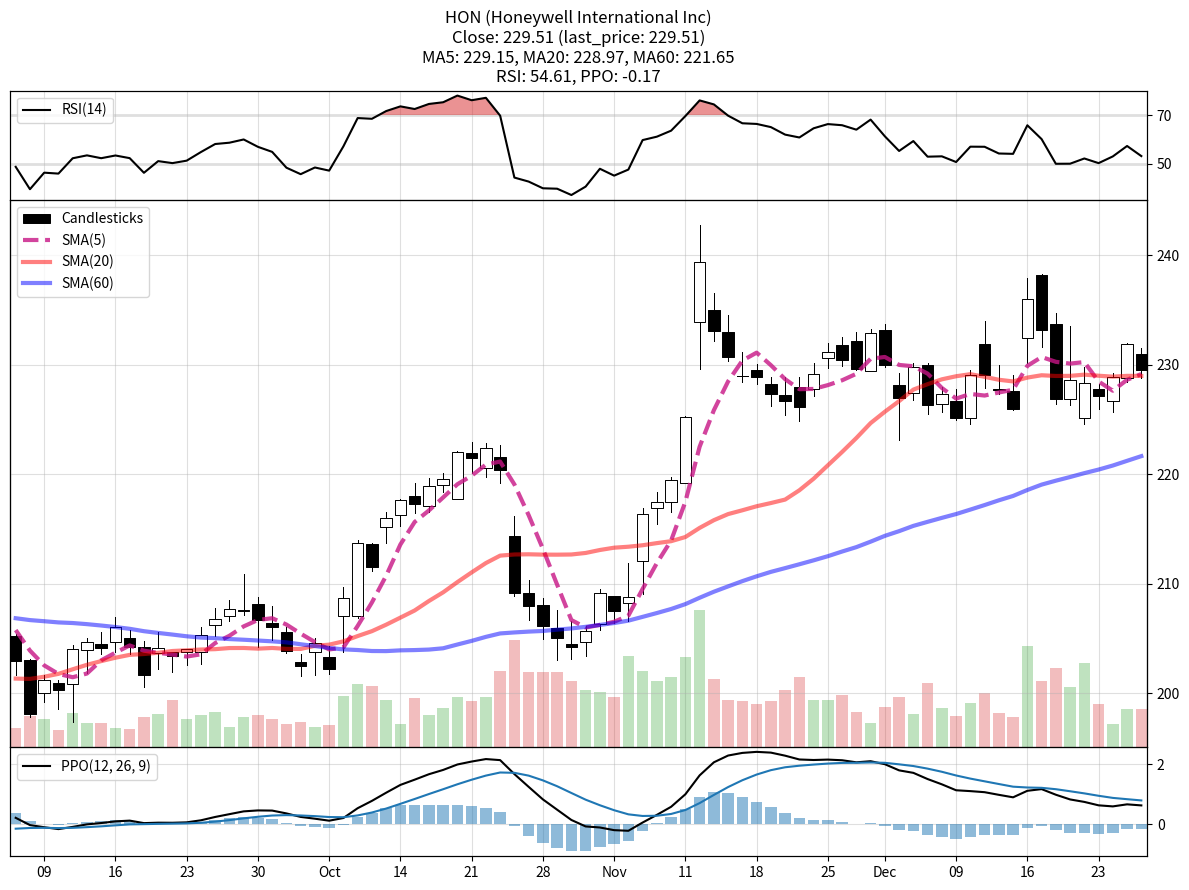 HON (Honeywell International Inc)
Close: 229.51 (last_price: 229.51)
MA5: 229.15, MA20: 228.97, MA60: 221.65
RSI: 54.61, PPO: -0.17
RSI(14)
70
50
Candlesticks
SMA(5)
SMA(20)
SMA(60)
240
230
220
210
200
PPO(12, 26, 9)
2
0
09 16 23 30 Oct 14 21 28 Nov 11 18 25 Dec 09 16 23